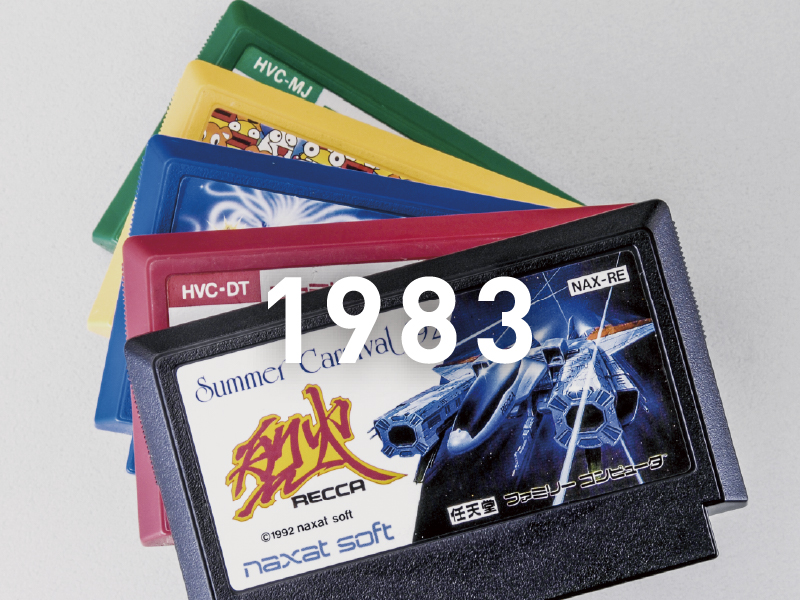 HVC-MJ
HVC-DT
1983
NAX-RE
Summer Carnival '92
烈火
RECCA
©1992 naxat soft
naxat soft
任天堂 ファミリーコンピュータ